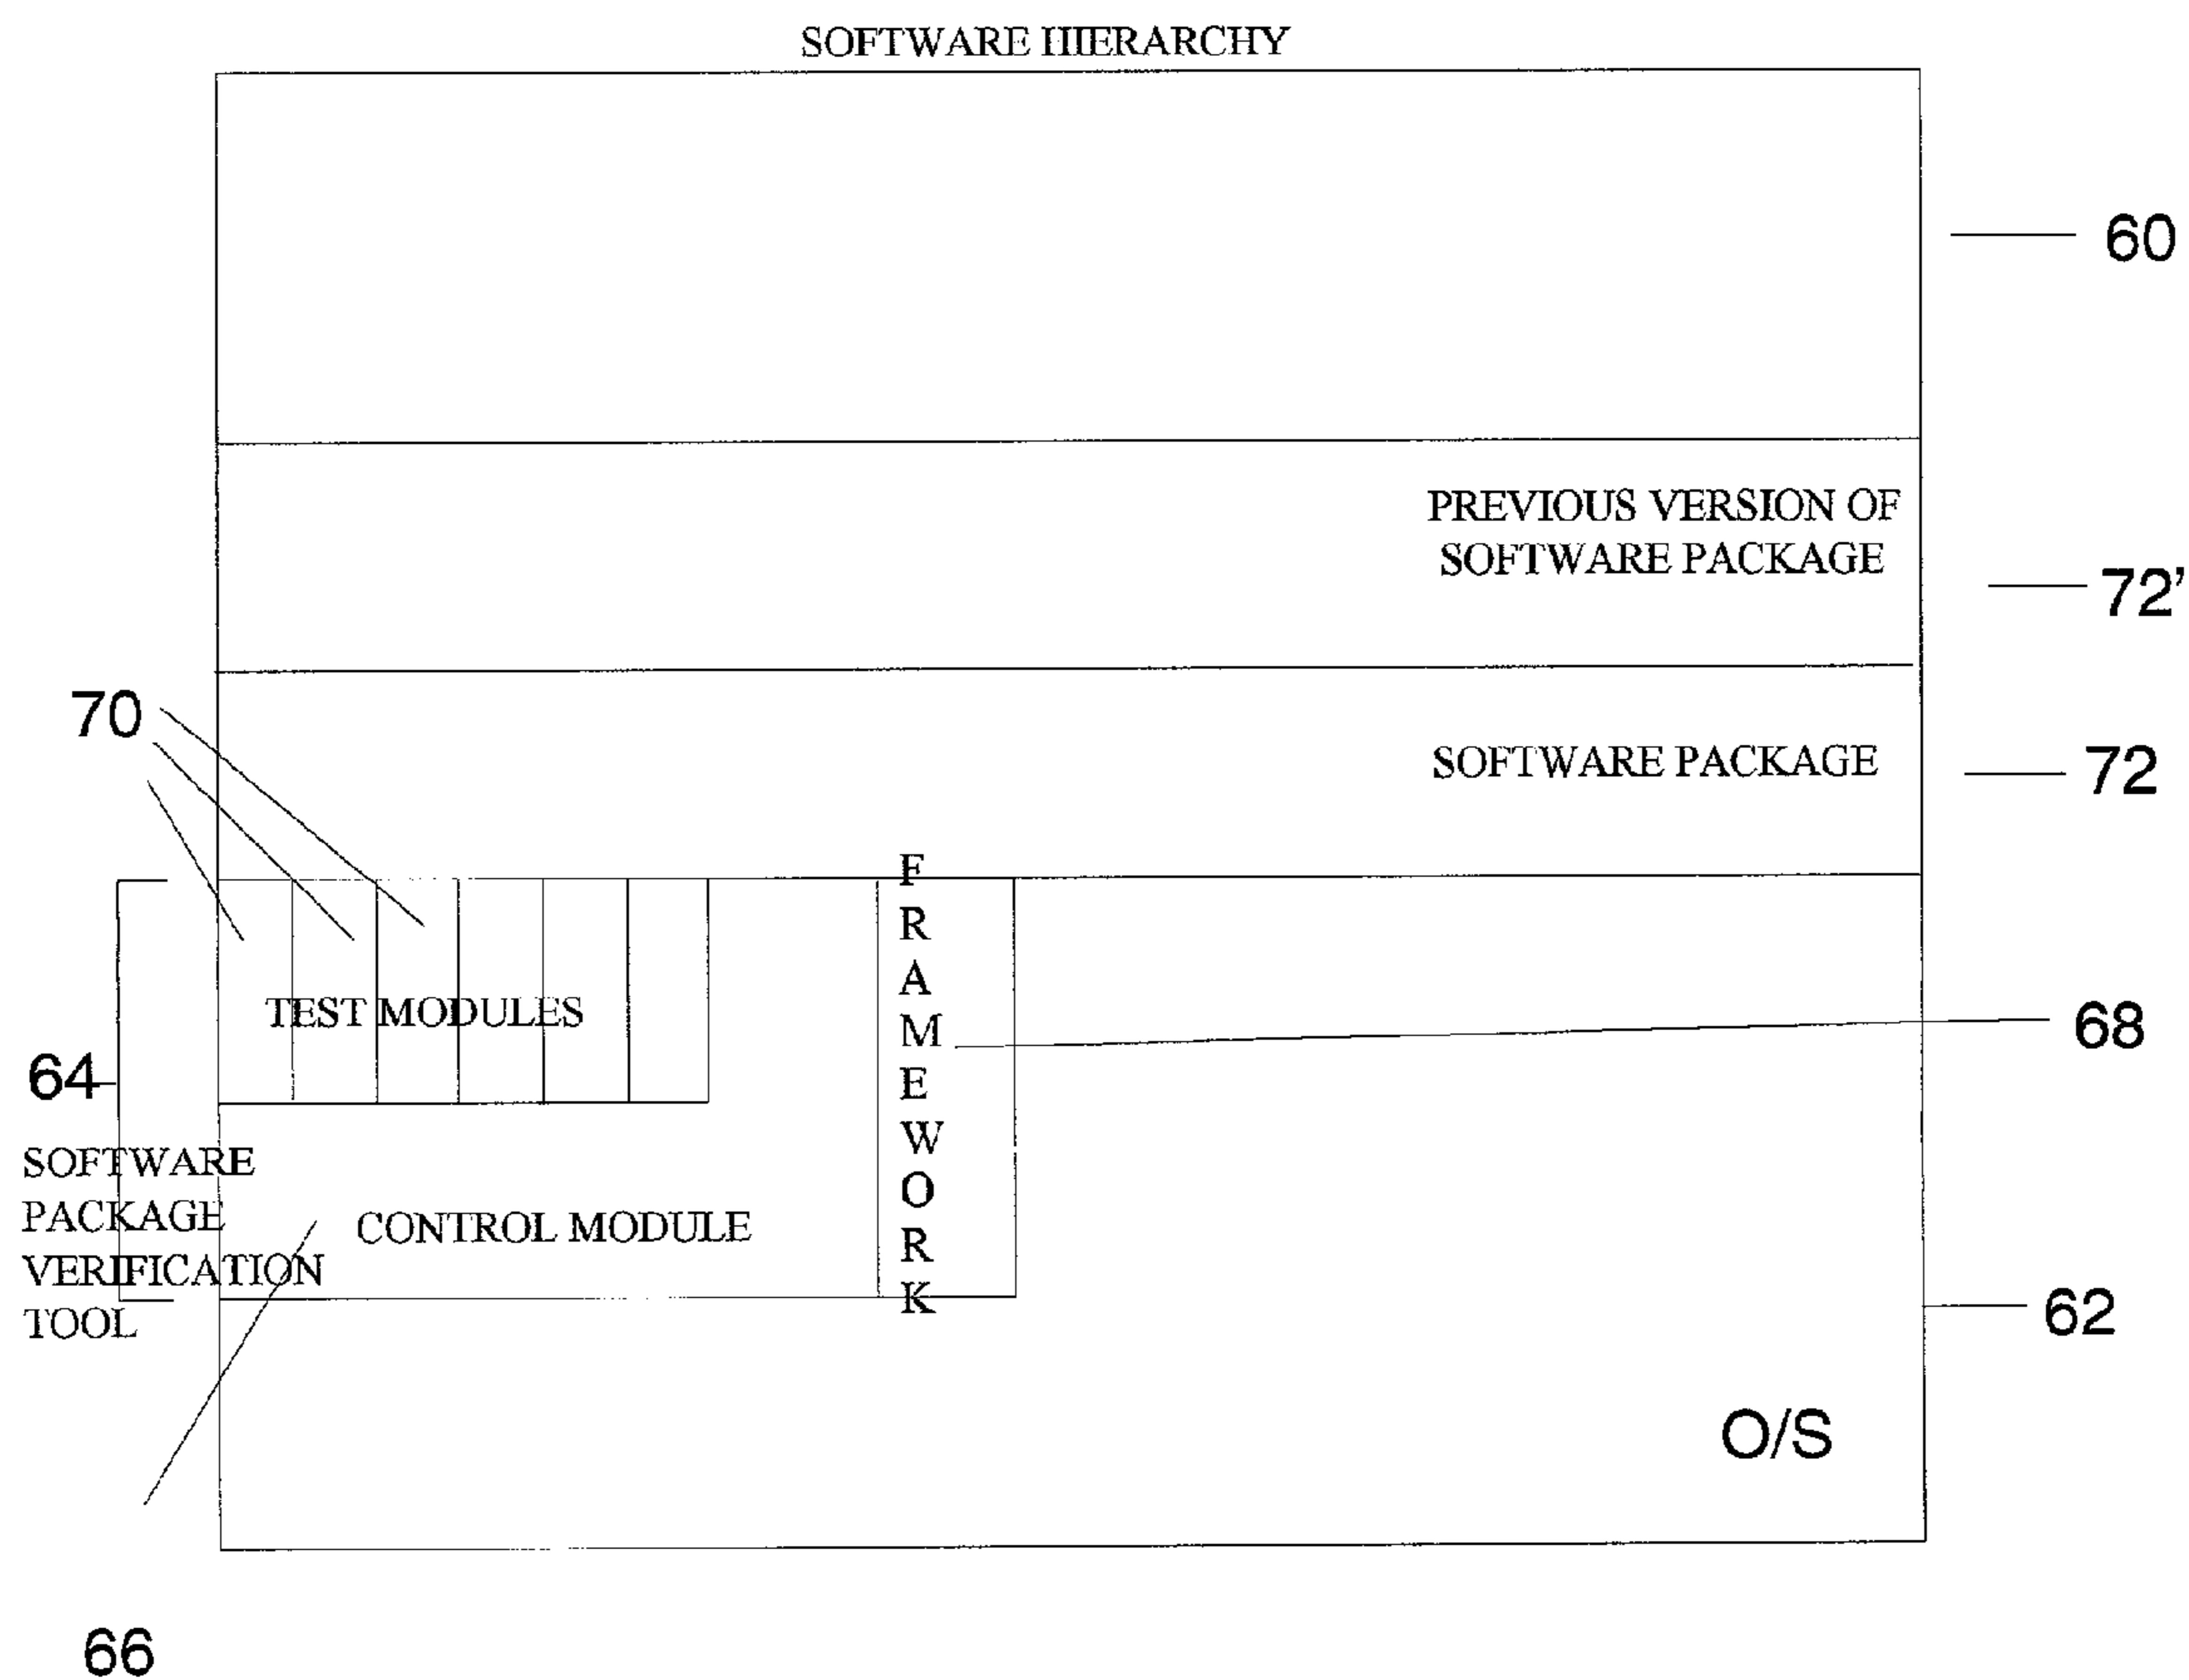 SOFTWARE HIERARCHY
60
PREVIOUS VERSION OF
SOFTWARE PACKAGE
72'
70
SOFTWARE PACKAGE
72
FRAMEWORK
TEST MODULES
68
64
SOFTWARE
PACKAGE
VERIFICATION
TOOL
CONTROL MODULE
62
O/S
66